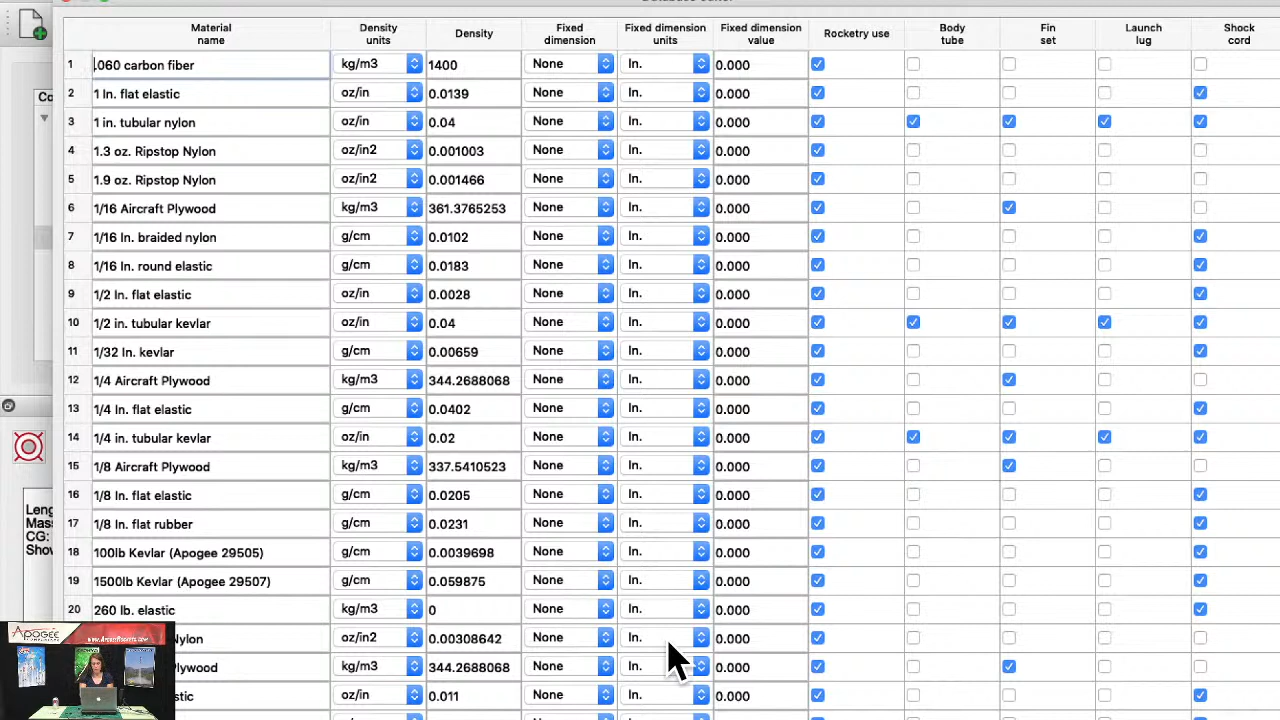 Material name
Density units
Density
Fixed dimension
Fixed dimension units
Fixed dimension value
Rocketry use
Body tube
Fin set
Launch lug
Shock cord
1 .060 carbon fiber kg/m3 1400 None In. 0.000
2 1 In. flat elastic oz/in 0.0139 None In. 0.000
3 1 in. tubular nylon oz/in 0.04 None In. 0.000
4 1.3 oz. Ripstop Nylon oz/in2 0.001003 None In. 0.000
5 1.9 oz. Ripstop Nylon oz/in2 0.001466 None In. 0.000
6 1/16 Aircraft Plywood kg/m3 361.3765253 None In. 0.000
7 1/16 In. braided nylon g/cm 0.0102 None In. 0.000
8 1/16 In. round elastic g/cm 0.0183 None In. 0.000
9 1/2 In. flat elastic oz/in 0.0028 None In. 0.000
10 1/2 in. tubular kevlar oz/in 0.04 None In. 0.000
11 1/32 In. kevlar g/cm 0.00659 None In. 0.000
12 1/4 Aircraft Plywood kg/m3 344.2688068 None In. 0.000
13 1/4 In. flat elastic g/cm 0.0402 None In. 0.000
14 1/4 in. tubular kevlar oz/in 0.02 None In. 0.000
15 1/8 Aircraft Plywood kg/m3 337.5410523 None In. 0.000
16 1/8 In. flat elastic g/cm 0.0205 None In. 0.000
17 1/8 In. flat rubber g/cm 0.0231 None In. 0.000
18 100lb Kevlar (Apogee 29505) g/cm 0.0039698 None In. 0.000
19 1500lb Kevlar (Apogee 29507) g/cm 0.059875 None In. 0.000
20 260 lb. elastic kg/m3 0 None In. 0.000
Nylon oz/in2 0.00308642 None In. 0.000
Plywood kg/m3 344.2688068 None In. 0.000
stic oz/in 0.011 None In. 0.000
Co
Leng
Mass
CG:
Shov
Apogee